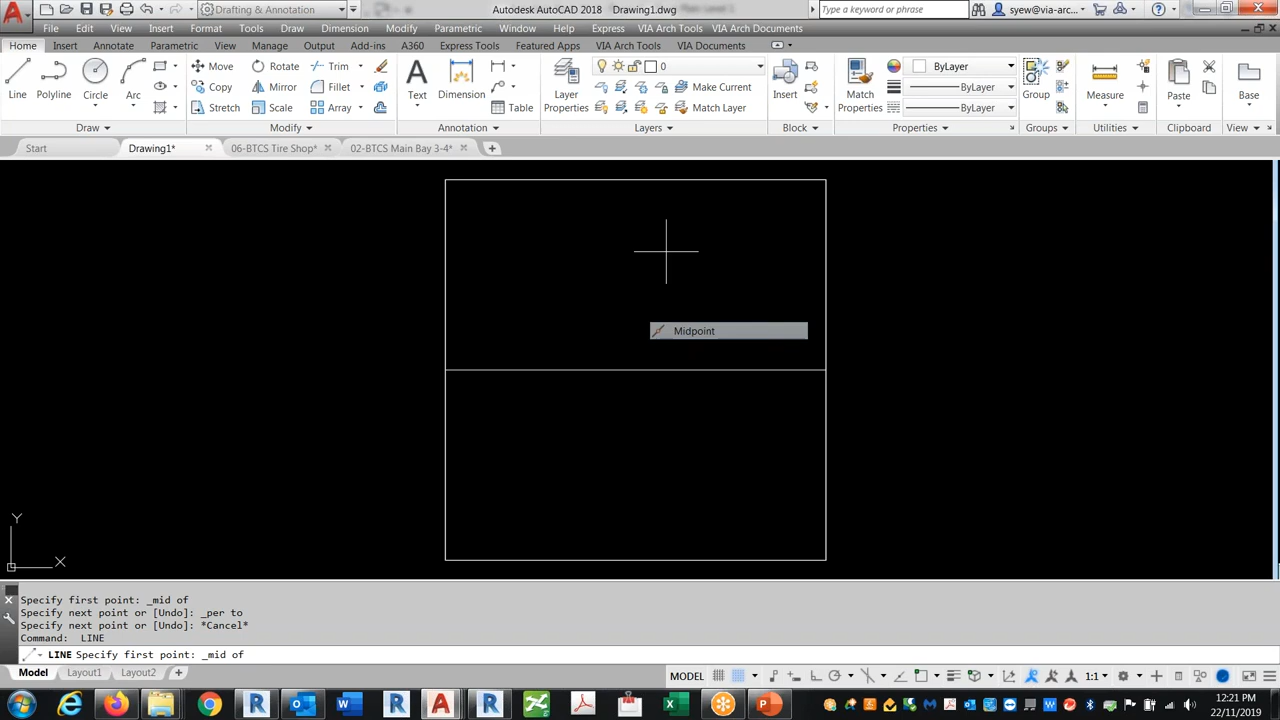 Drafting & Annotation
Autodesk AutoCAD 2018 Drawing1.dwg
Type a keyword or phrase
syew@via-arc...
File Edit View Insert Format Tools Draw Dimension Modify Parametric Window Help Express VIA Arch Tools VIA Documents
Home Insert Annotate Parametric View Manage Output Add-ins A360 Express Tools Featured Apps VIA Arch Tools VIA Documents
Move Rotate Trim 0 ByLayer
Line Polyline Circle Arc Copy Mirror Fillet Text Dimension Layer Properties Make Current Insert Match Properties ByLayer Group Measure Paste Base
Stretch Scale Array Table Match Layer ByLayer
Draw Modify Annotation Layers Block Properties Groups Utilities Clipboard View
Start Drawing1* 06-BTCS Tire Shop* 02-BTCS Main Bay 3-4*
Midpoint
Y
X
Specify first point: _mid of
Specify next point or [Undo]: _per to
Specify next point or [Undo]: *Cancel*
Command: LINE
LINE Specify first point: _mid of
Model Layout1 Layout2 MODEL 1:1
12:21 PM
22/11/2019